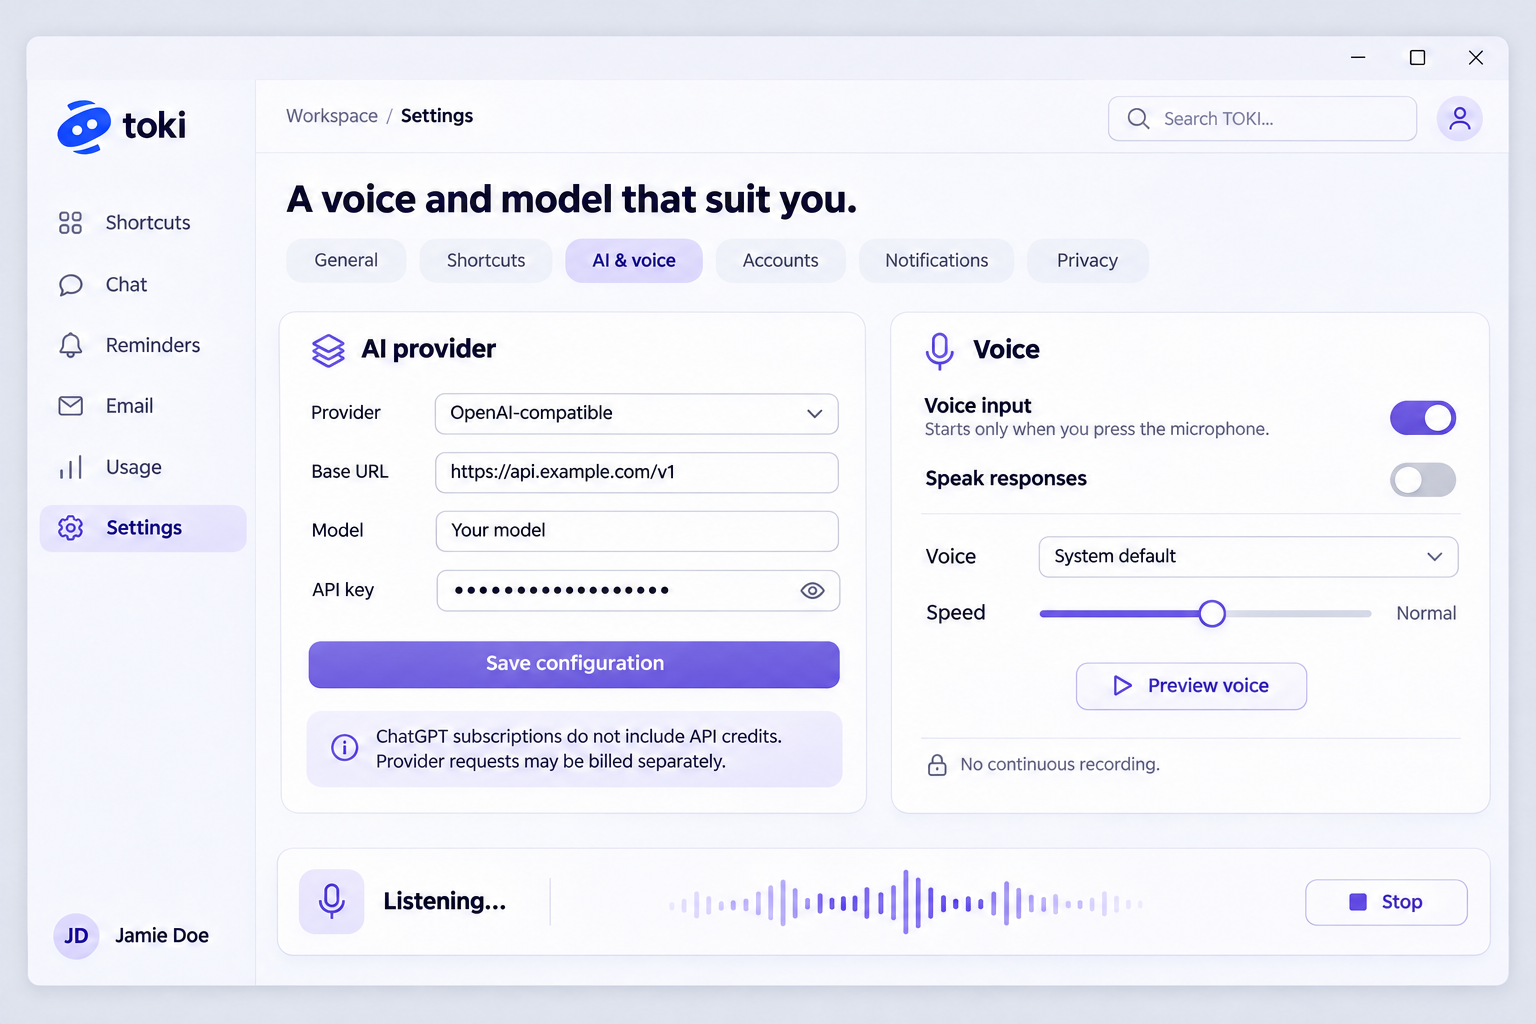 toki
Workspace / Settings
Search TOKI...
Shortcuts
Chat
Reminders
Email
Usage
Settings
JD
Jamie Doe
A voice and model that suit you.
General
Shortcuts
AI & voice
Accounts
Notifications
Privacy
AI provider
Provider
OpenAI-compatible
Base URL
https://api.example.com/v1
Model
Your model
API key
•••••••••••••••••
Save configuration
ChatGPT subscriptions do not include API credits.
Provider requests may be billed separately.
Voice
Voice input
Starts only when you press the microphone.
Speak responses
Voice
System default
Speed
Normal
Preview voice
No continuous recording.
Listening...
Stop